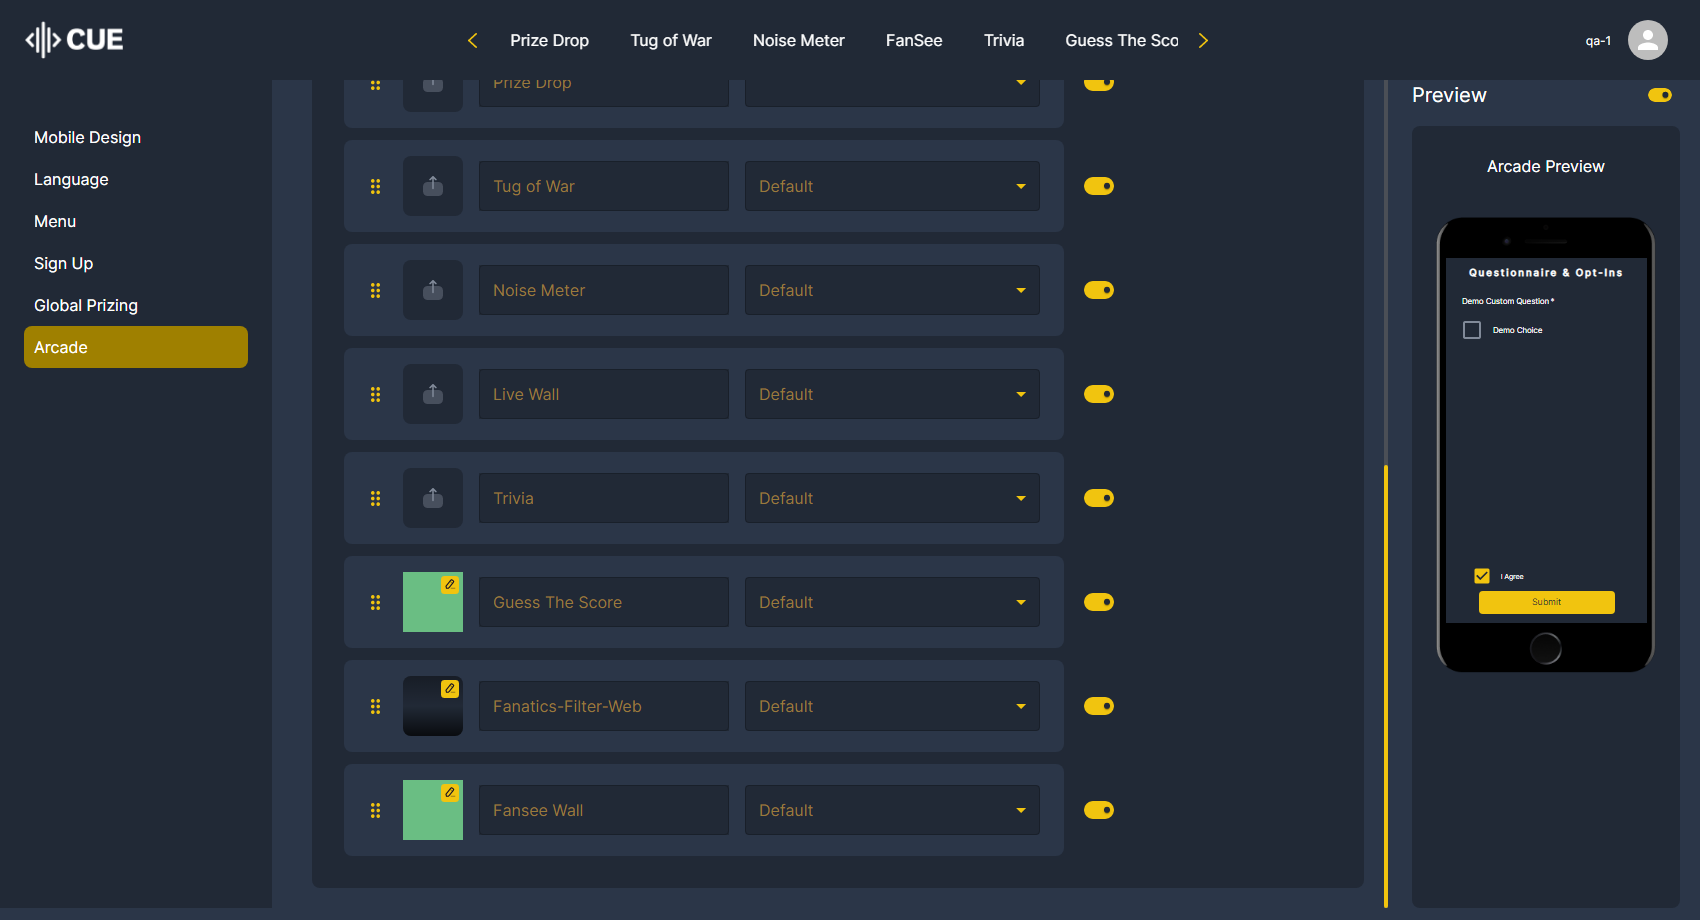 CUE
Prize Drop
Tug of War
Noise Meter
FanSee
Trivia
Guess The Sco
qa-1
Mobile Design
Language
Menu
Sign Up
Global Prizing
Arcade
Prize Drop
Tug of War
Default
Noise Meter
Default
Live Wall
Default
Trivia
Default
Guess The Score
Default
Fanatics-Filter-Web
Default
Fansee Wall
Default
Preview
Arcade Preview
Questionnaire & Opt-Ins
Demo Custom Question *
Demo Choice
I Agree
Submit